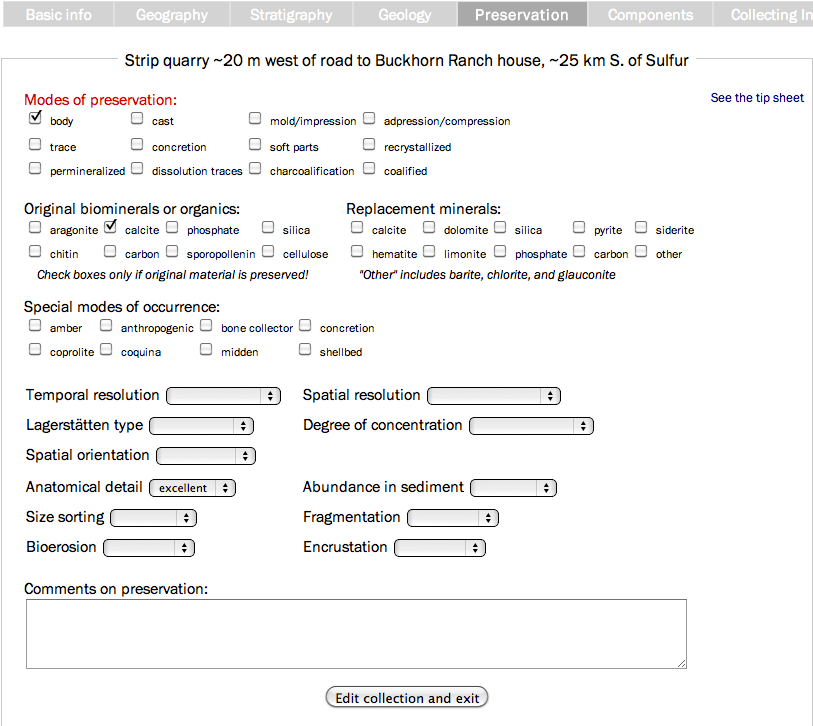 Basic info Geography Stratigraphy Geology Preservation Components Collecting In
Strip quarry ~20 m west of road to Buckhorn Ranch house, ~25 km S. of Sulfur
Modes of preservation: See the tip sheet
body cast mold/impression adpression/compression
trace concretion soft parts recrystallized
permineralized dissolution traces charcoalification coalified
Original biominerals or organics: Replacement minerals:
aragonite calcite phosphate silica calcite dolomite silica pyrite siderite
chitin carbon sporopollenin cellulose hematite limonite phosphate carbon other
Check boxes only if original material is preserved! "Other" includes barite, chlorite, and glauconite
Special modes of occurrence:
amber anthropogenic bone collector concretion
coprolite coquina midden shellbed
Temporal resolution Spatial resolution
Lagerstätten type Degree of concentration
Spatial orientation
Anatomical detail excellent Abundance in sediment
Size sorting Fragmentation
Bioerosion Encrustation
Comments on preservation:
Edit collection and exit